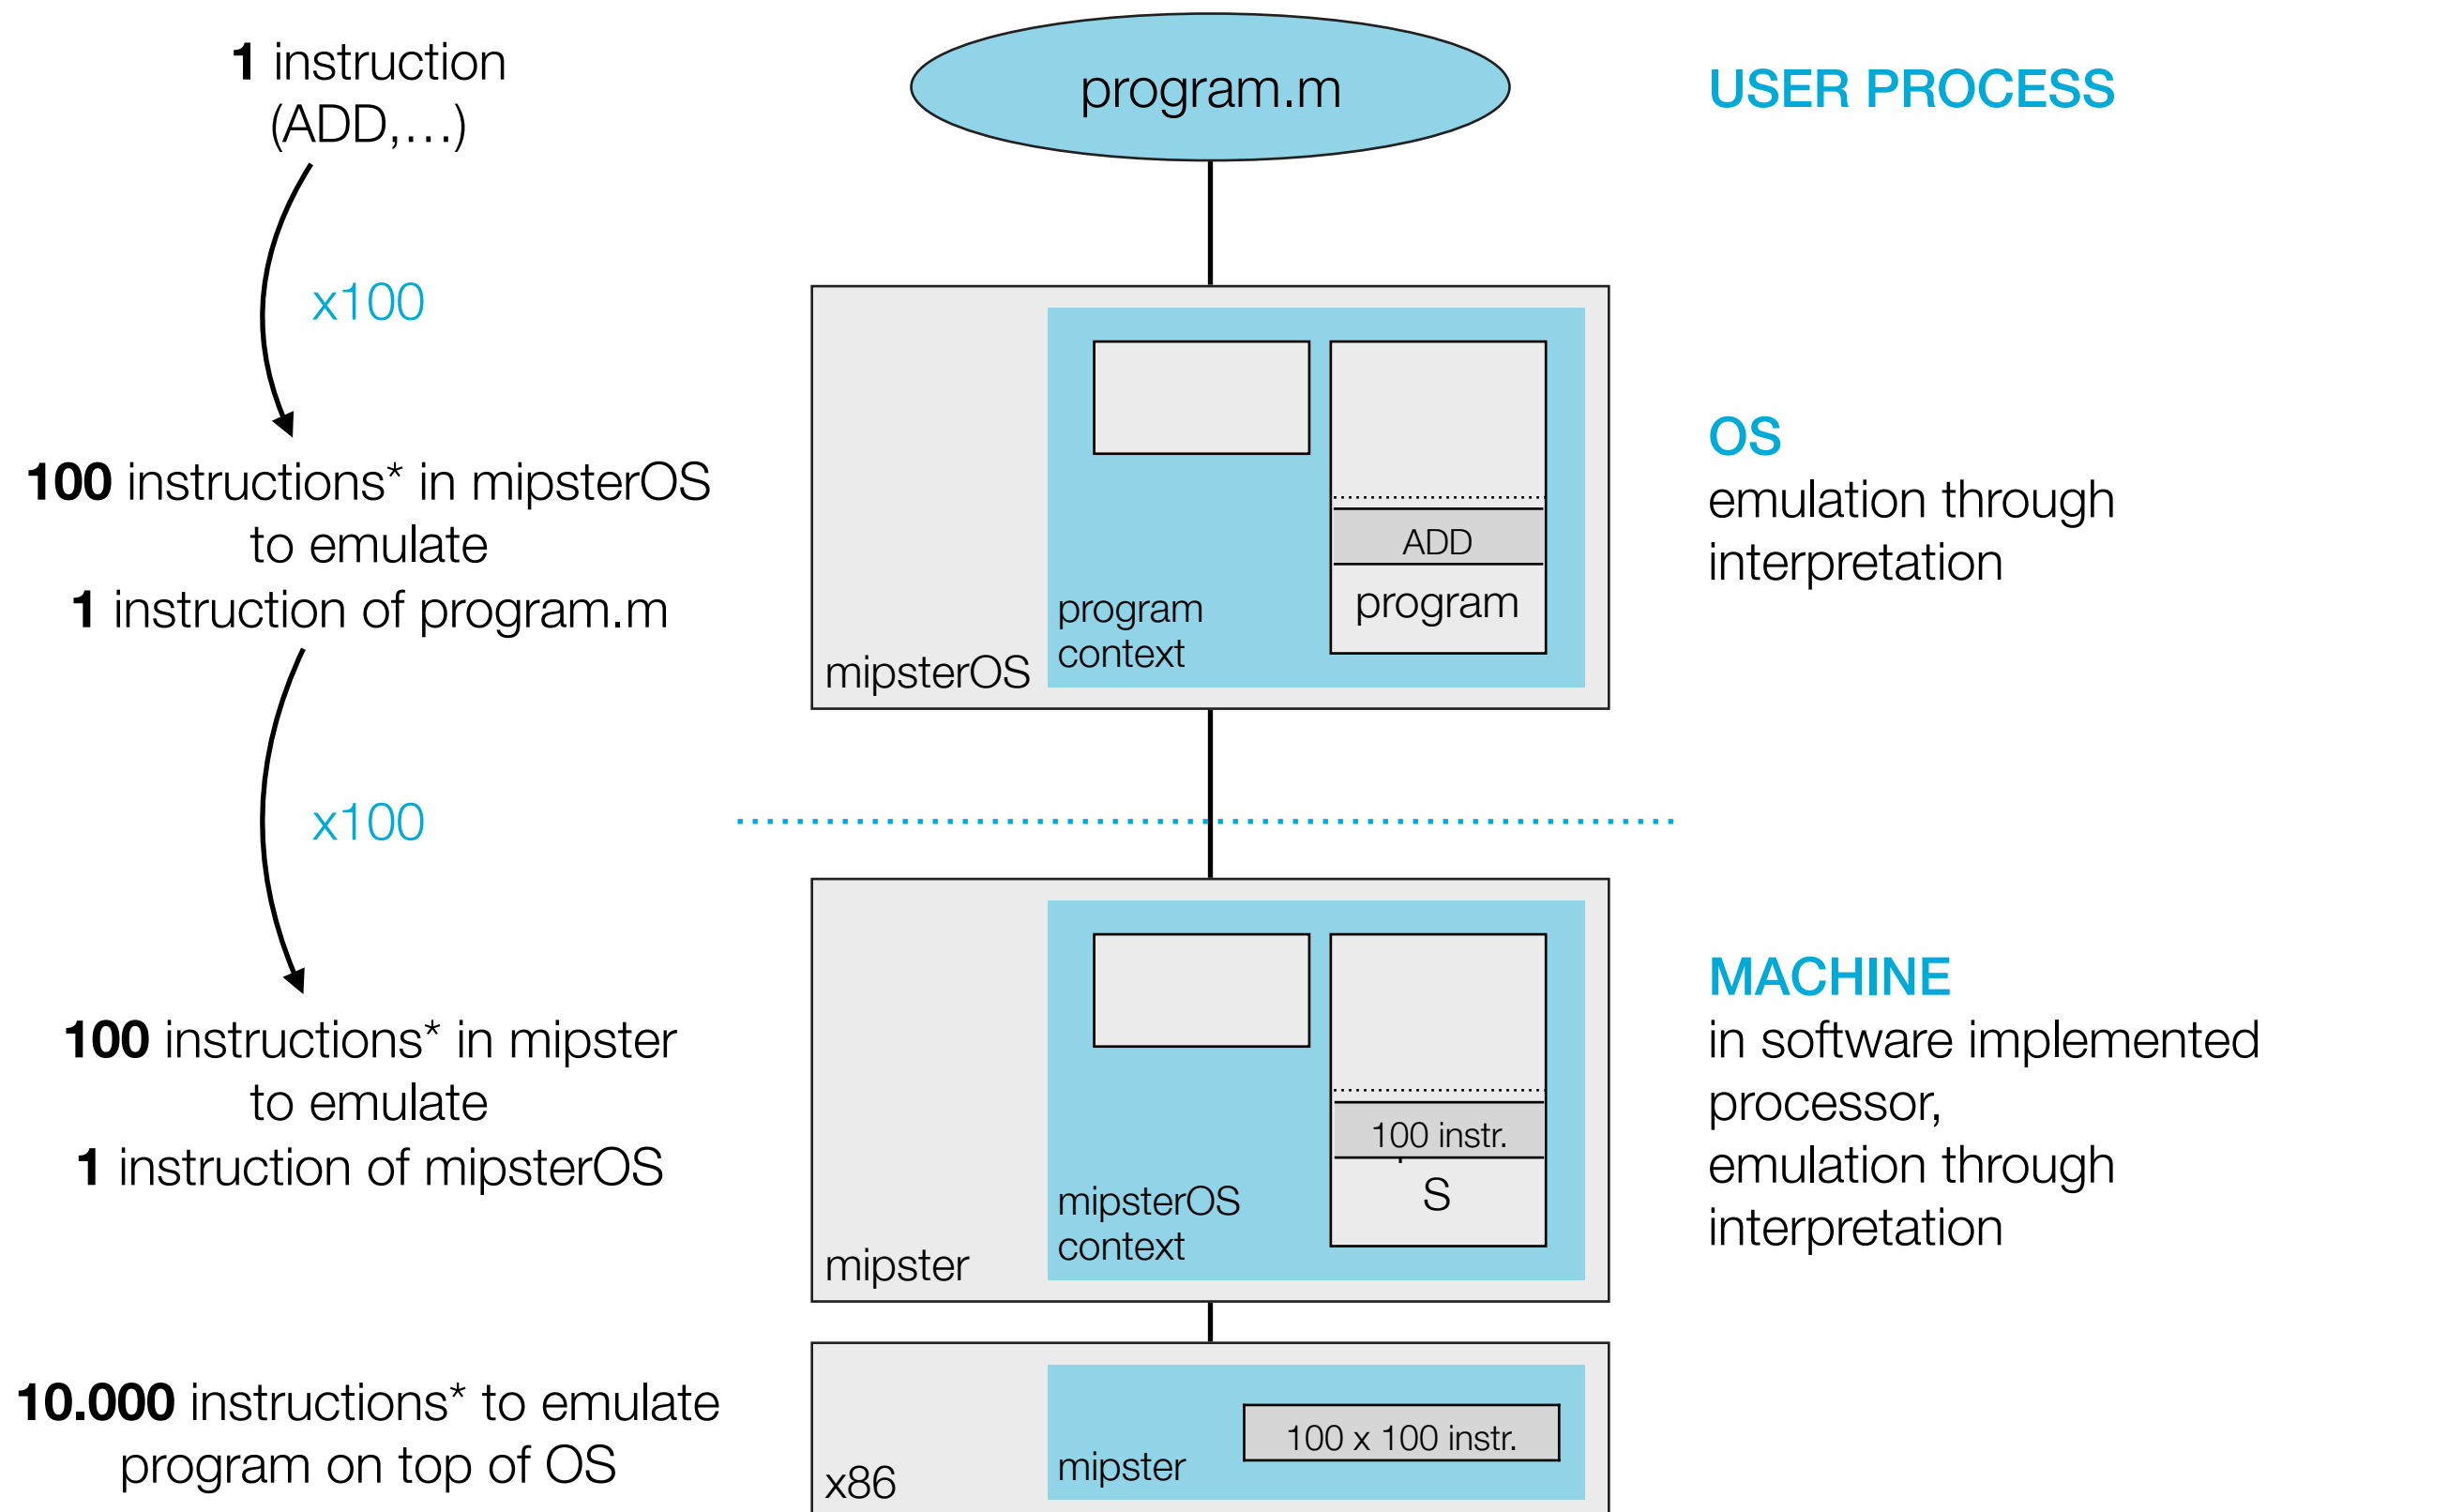 1 instruction
(ADD,...)
x100
100 instructions* in mipsterOS
to emulate
1 instruction of program.m
x100
100 instructions* in mipster
to emulate
1 instruction of mipsterOS
10.000 instructions* to emulate
program on top of OS
program.m
ADD
program
program
context
mipsterOS
100 instr.
S
mipsterOS
context
mipster
100 x 100 instr.
mipster
x86
USER PROCESS
OS
emulation through
interpretation
MACHINE
in software implemented
processor,
emulation through
interpretation